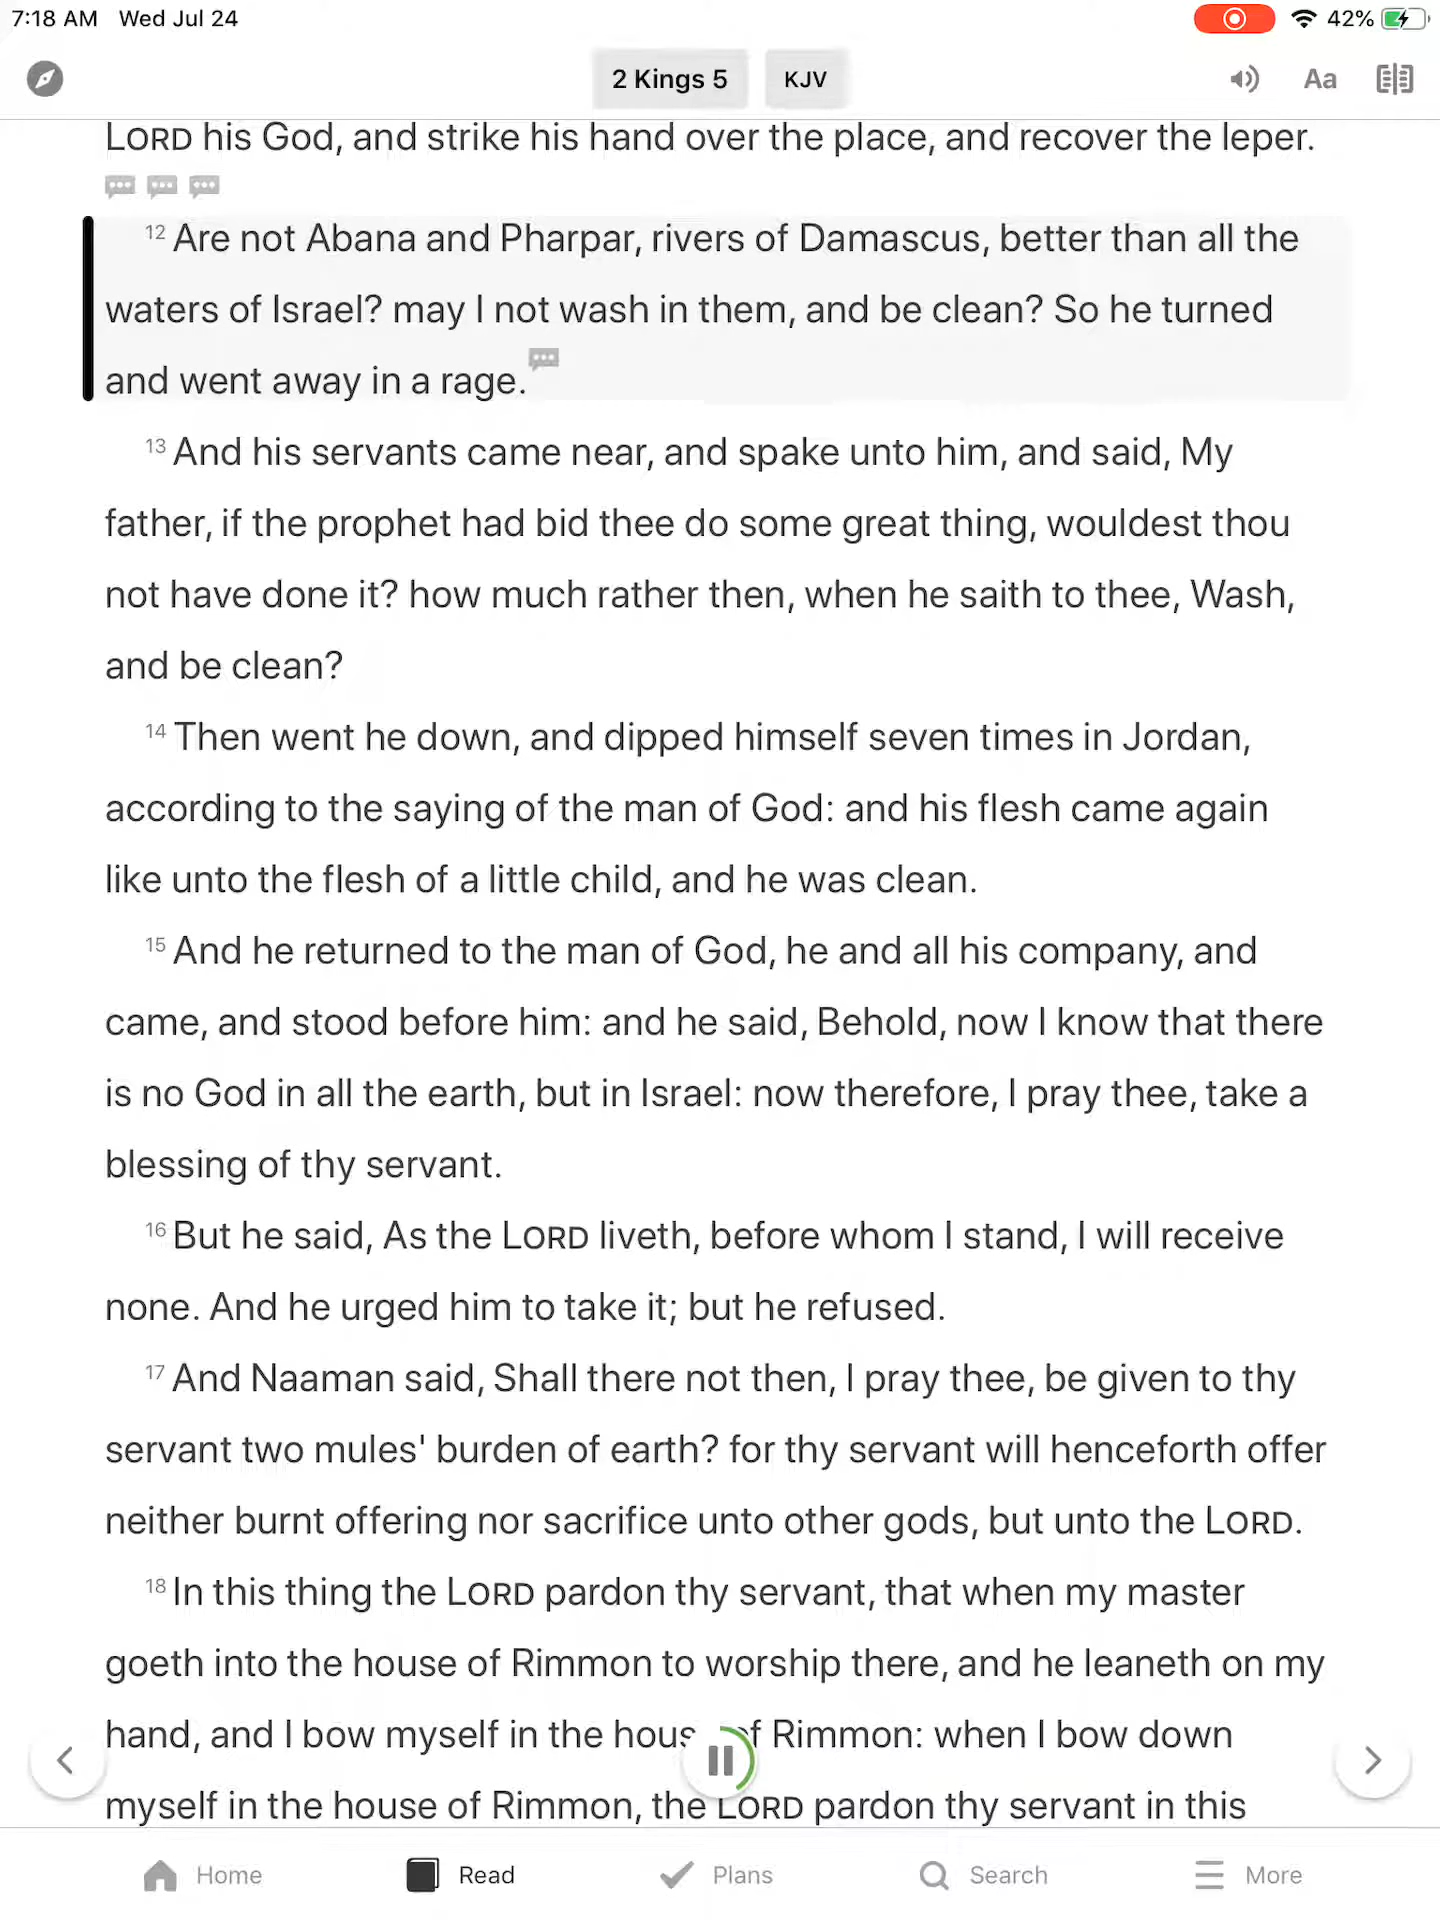 7:18 AM Wed Jul 24 42%
2 Kings 5 KJV Aa
LORD his God, and strike his hand over the place, and recover the leper.
12 Are not Abana and Pharpar, rivers of Damascus, better than all the
waters of Israel? may I not wash in them, and be clean? So he turned
and went away in a rage.
13 And his servants came near, and spake unto him, and said, My
father, if the prophet had bid thee do some great thing, wouldest thou
not have done it? how much rather then, when he saith to thee, Wash,
and be clean?
14 Then went he down, and dipped himself seven times in Jordan,
according to the saying of the man of God: and his flesh came again
like unto the flesh of a little child, and he was clean.
15 And he returned to the man of God, he and all his company, and
came, and stood before him: and he said, Behold, now I know that there
is no God in all the earth, but in Israel: now therefore, I pray thee, take a
blessing of thy servant.
16 But he said, As the LORD liveth, before whom I stand, I will receive
none. And he urged him to take it; but he refused.
17 And Naaman said, Shall there not then, I pray thee, be given to thy
servant two mules' burden of earth? for thy servant will henceforth offer
neither burnt offering nor sacrifice unto other gods, but unto the LORD.
18 In this thing the LORD pardon thy servant, that when my master
goeth into the house of Rimmon to worship there, and he leaneth on my
hand, and I bow myself in the hous of Rimmon: when I bow down
myself in the house of Rimmon, the LORD pardon thy servant in this
Home Read Plans Search More